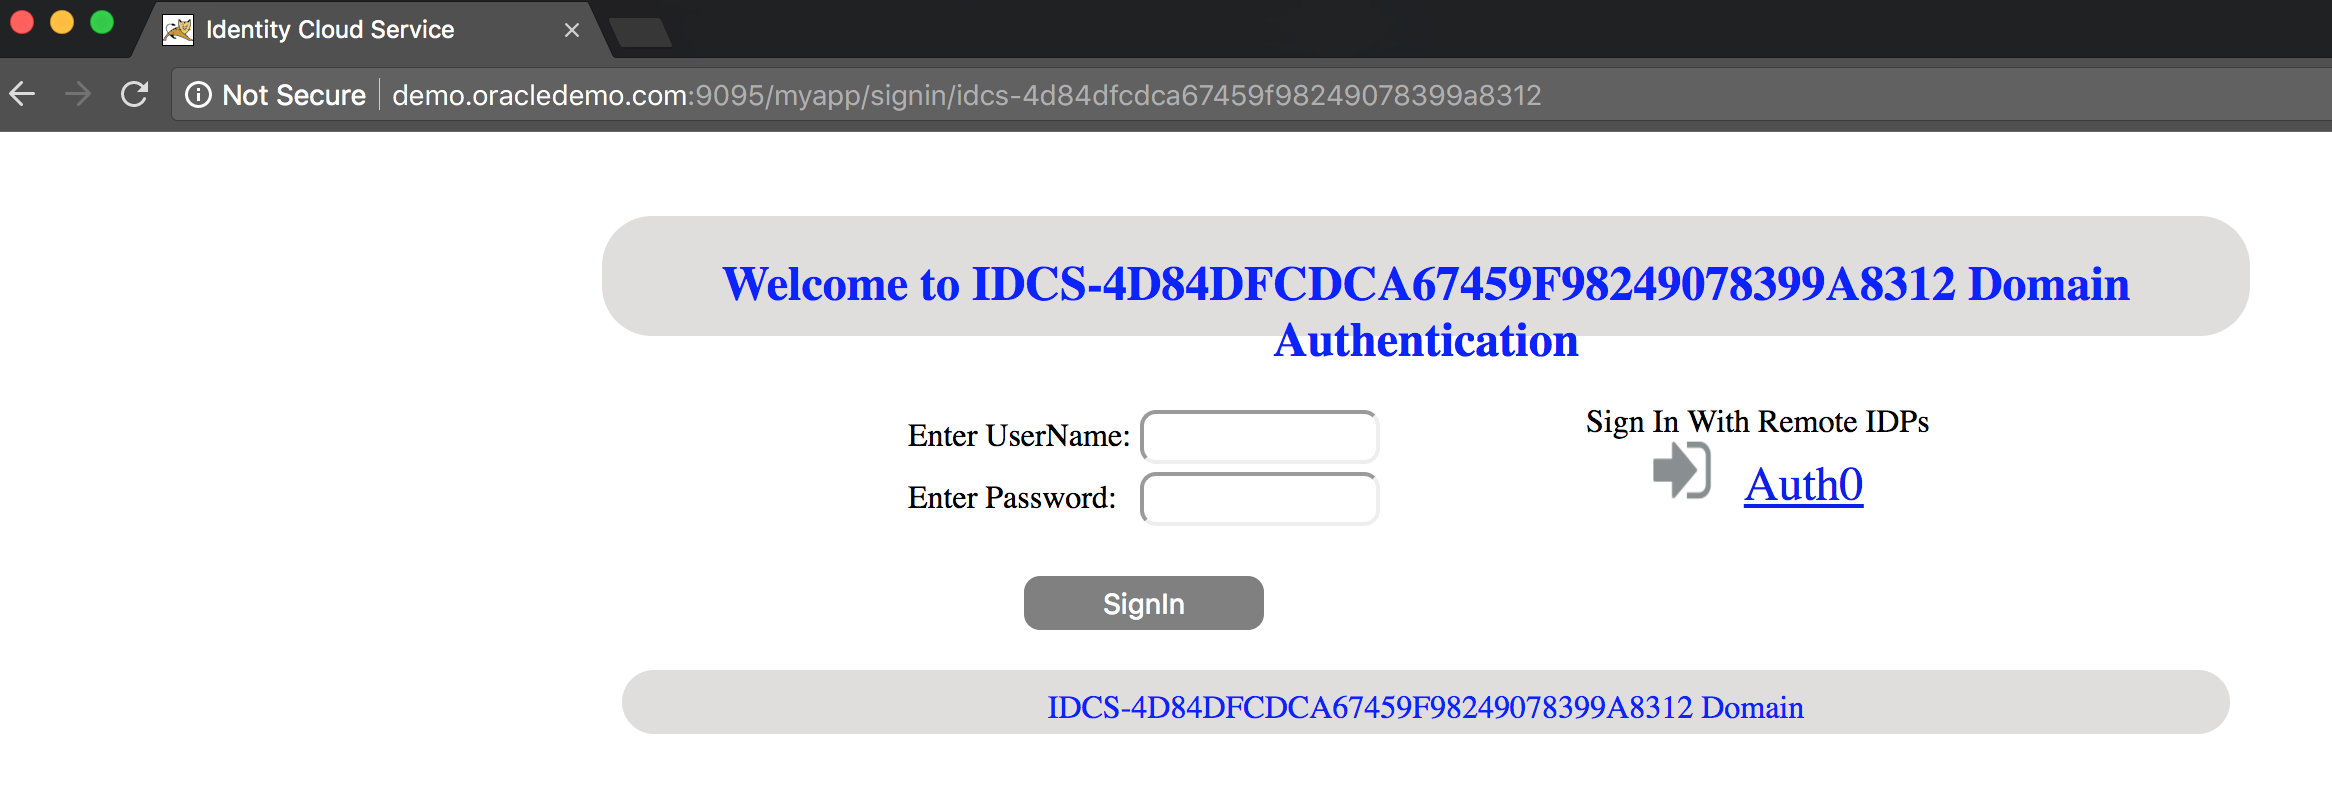 Identity Cloud Service
Not Secure demo.oracledemo.com:9095/myapp/signin/idcs-4d84dfcdca67459f98249078399a8312
Welcome to IDCS-4D84DFCDCA67459F98249078399A8312 Domain
Authentication
Enter UserName:
Enter Password:
SignIn
Sign In With Remote IDPs
Auth0
IDCS-4D84DFCDCA67459F98249078399A8312 Domain